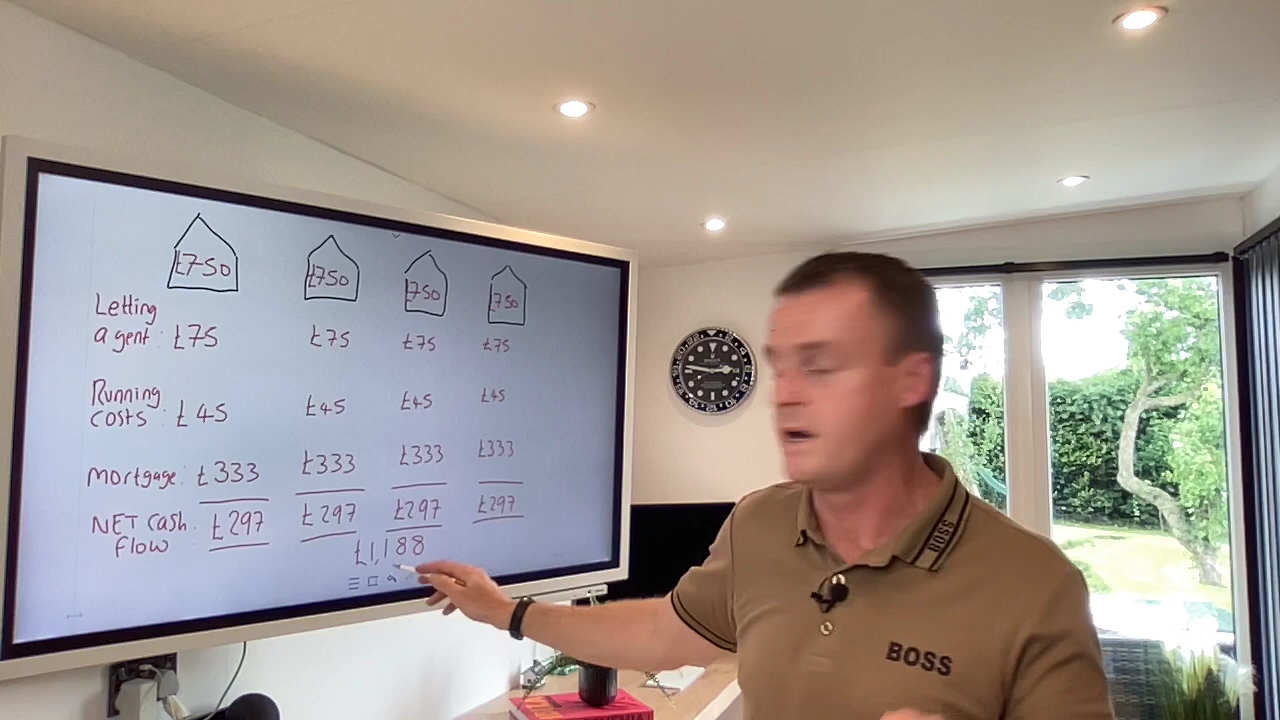 £750 £750 £750 £750
Letting
agent: £75 £75 £75 £75
Running
costs: £45 £45 £45 £45
Mortgage: £333 £333 £333 £333
NET Cash
flow: £297 £297 £297 £297
£1,188
BOSS
BOSS